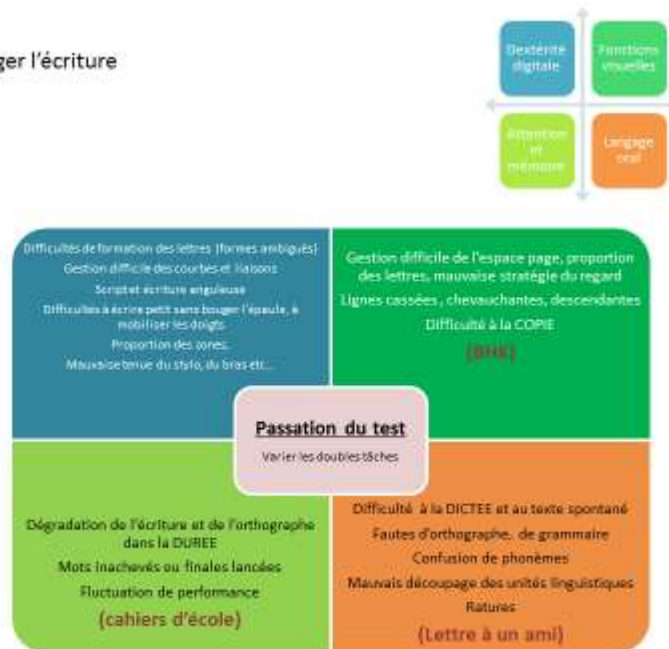 ger l'écriture
Dextérité
digitale
Fonctions
visuelles
Attention
et
mémoire
Langage
oral
Difficultés de formation des lettres (formes ambiguës)
Gestion difficile des courbes et liaisons
Script et écriture anguleuse
Difficultés à écrire petit sans bouger l'épaule, à
mobiliser les doigts
Proportion des zones.
Mauvaise tenue du stylo, du bras etc...
Gestion difficile de l'espace page, proportion
des lettres, mauvaise stratégie du regard
Lignes cassées, chevauchantes, descendantes
Difficulté à la COPIE
(BHK)
Passation du test
Varier les doubles tâches
Dégradation de l'écriture et de l'orthographe
dans la DUREE
Mots inachevés ou finales lancées
Fluctuation de performance
(cahiers d'école)
Difficulté à la DICTEE et au texte spontané
Fautes d'orthographe, de grammaire
Confusion de phonèmes
Mauvais découpage des unités linguistiques
Ratures
(Lettre à un ami)